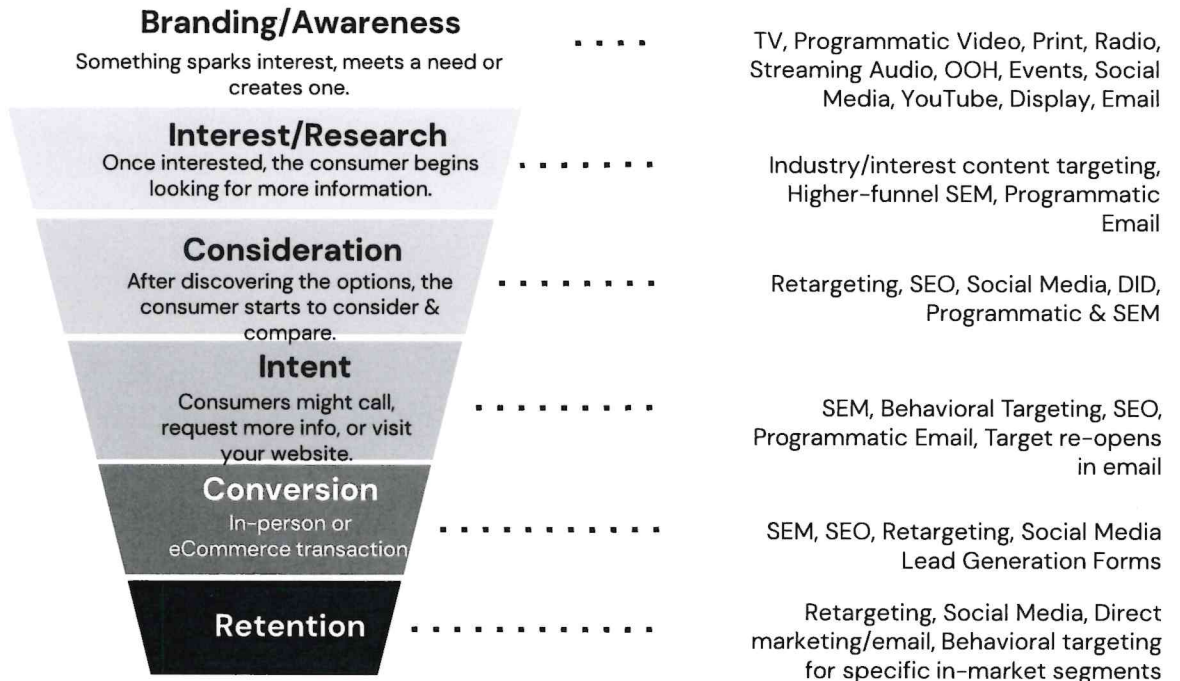 Branding/Awareness
Something sparks interest, meets a need or
creates one.
TV, Programmatic Video, Print, Radio,
Streaming Audio, OOH, Events, Social
Media, YouTube, Display, Email
Interest/Research
Once interested, the consumer begins
looking for more information.
Industry/interest content targeting,
Higher-funnel SEM, Programmatic
Email
Consideration
After discovering the options, the
consumer starts to consider &
compare.
Retargeting, SEO, Social Media, DID,
Programmatic & SEM
Intent
Consumers might call,
request more info, or visit
your website.
SEM, Behavioral Targeting, SEO,
Programmatic Email, Target re-opens
in email
Conversion
In-person or
eCommerce transaction
SEM, SEO, Retargeting, Social Media
Lead Generation Forms
Retention
Retargeting, Social Media, Direct
marketing/email, Behavioral targeting
for specific in-market segments